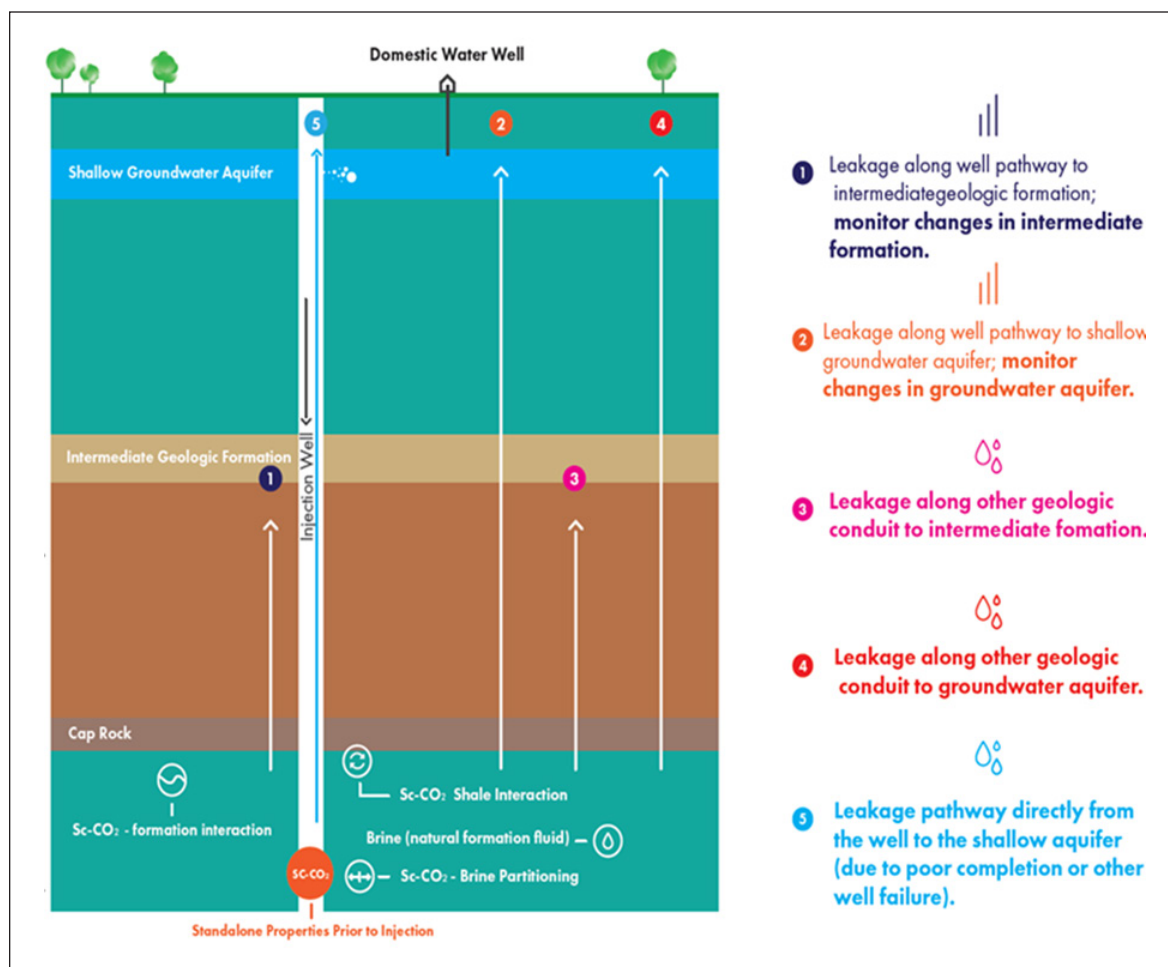 Domestic Water Well
5
2
4
Shallow Groundwater Aquifer
Injection Well
Intermediate Geologic Formation
1
3
Cap Rock
Sc-CO₂ Shale Interaction
Sc-CO₂ - formation interaction
Brine (natural formation fluid)
SC-CO₂
Sc-CO₂ - Brine Partitioning
Standalone Properties Prior to Injection
1 Leakage along well pathway to
intermediategeologic formation;
monitor changes in intermediate
formation.
2 Leakage along well pathway to shallow
groundwater aquifer; monitor
changes in groundwater aquifer.
3 Leakage along other geologic
conduit to intermediate fomation.
4 Leakage along other geologic
conduit to groundwater aquifer.
5 Leakage pathway directly from
the well to the shallow aquifer
(due to poor completion or other
well failure).